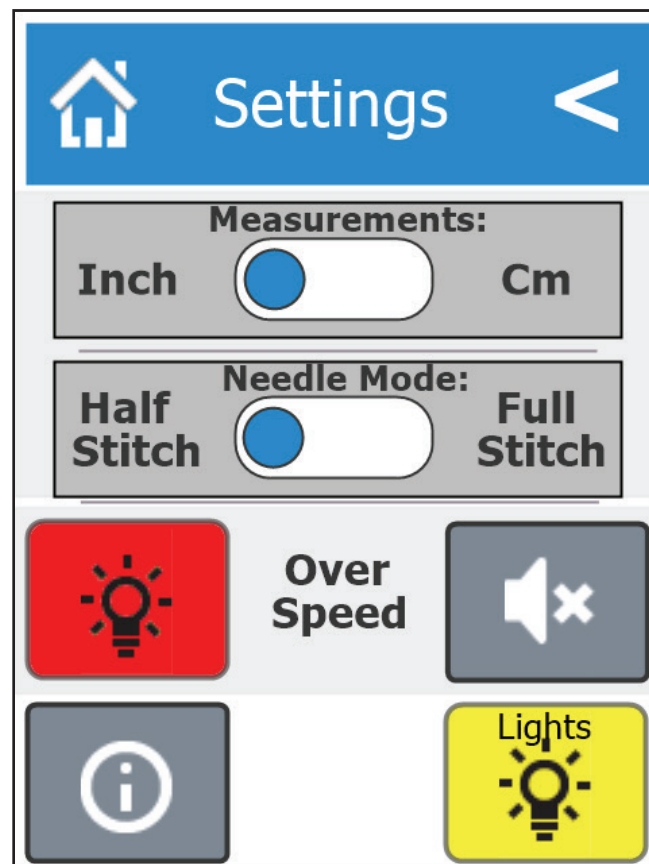 Settings <
Measurements:
Inch Cm
Needle Mode:
Half Full
Stitch Stitch
Over
Speed
Lights